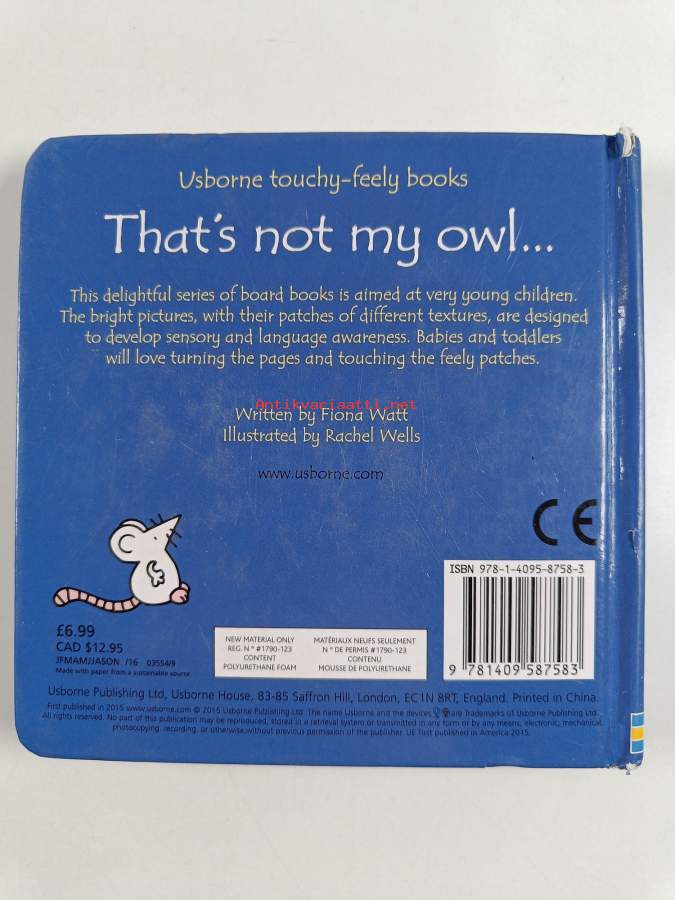 Usborne touchy-feely books
That's not my owl...
This delightful series of board books is aimed at very young children.
The bright pictures, with their patches of different textures, are designed
to develop sensory and language awareness. Babies and toddlers
will love turning the pages and touching the feely patches.
Antikvariaatti.net
Written by Fiona Watt
Illustrated by Rachel Wells
www.usborne.com
CE
ISBN 978-1-4095-8758-3
9 781409 587583
£6.99
CAD $12.95
JFMAMJJASON /16 03554/9
Made with paper from a sustainable source.
NEW MATERIAL ONLY
REG. Nº #1790-123
CONTENT
POLYURETHANE FOAM
MATÉRIAUX NEUFS SEULEMENT
Nº DE PERMIS #1790-123
CONTENU
MOUSSE DE POLYURETHANE
Usborne Publishing Ltd, Usborne House, 83-85 Saffron Hill, London, EC1N 8RT, England. Printed in China.
First published in 2015 www.usborne.com © 2015 Usborne Publishing Ltd. The name Usborne and the devices are Trademarks of Usborne Publishing Ltd.
All rights reserved. No part of this publication may be reproduced, stored in a retrieval system or transmitted in any form or by any means, electronic, mechanical,
photocopying, recording, or otherwise,without previous permission of the publisher. UE First published in America 2015.